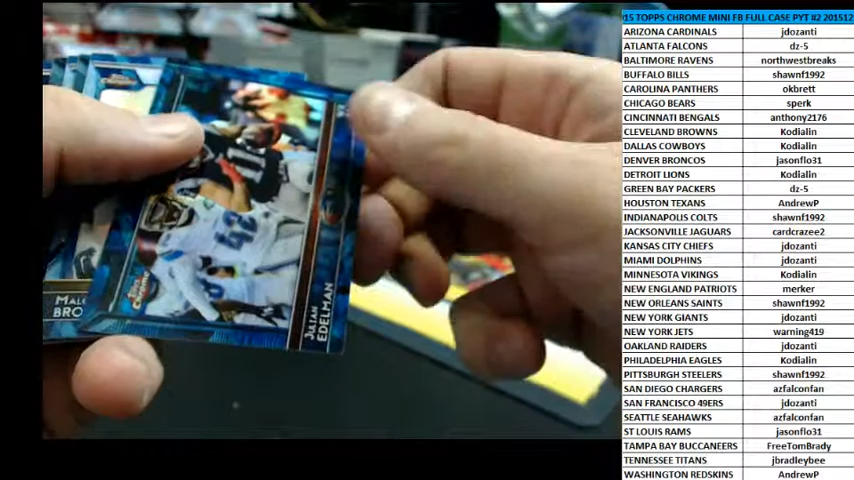 15 TOPPS CHROME MINI FB FULL CASE PYT #2 201512
ARIZONA CARDINALS jdozanti
ATLANTA FALCONS dz-5
BALTIMORE RAVENS northwestbreaks
BUFFALO BILLS shawnf1992
CAROLINA PANTHERS okbrett
CHICAGO BEARS sperk
CINCINNATI BENGALS anthony2176
CLEVELAND BROWNS Kodialin
DALLAS COWBOYS Kodialin
DENVER BRONCOS jasonflo31
DETROIT LIONS Kodialin
GREEN BAY PACKERS dz-5
HOUSTON TEXANS AndrewP
INDIANAPOLIS COLTS shawnf1992
JACKSONVILLE JAGUARS cardcrazee2
KANSAS CITY CHIEFS jdozanti
MIAMI DOLPHINS jdozanti
MINNESOTA VIKINGS Kodialin
NEW ENGLAND PATRIOTS merker
NEW ORLEANS SAINTS shawnf1992
NEW YORK GIANTS jdozanti
NEW YORK JETS warning419
OAKLAND RAIDERS jdozanti
PHILADELPHIA EAGLES Kodialin
PITTSBURGH STEELERS shawnf1992
SAN DIEGO CHARGERS azfalconfan
SAN FRANCISCO 49ERS jdozanti
SEATTLE SEAHAWKS azfalconfan
ST LOUIS RAMS jasonflo31
TAMPA BAY BUCCANEERS FreeTomBrady
TENNESSEE TITANS jbradleybee
WASHINGTON REDSKINS AndrewP
11
42
Topps
Chrome
JULIAN
EDELMAN
MALC
BRO